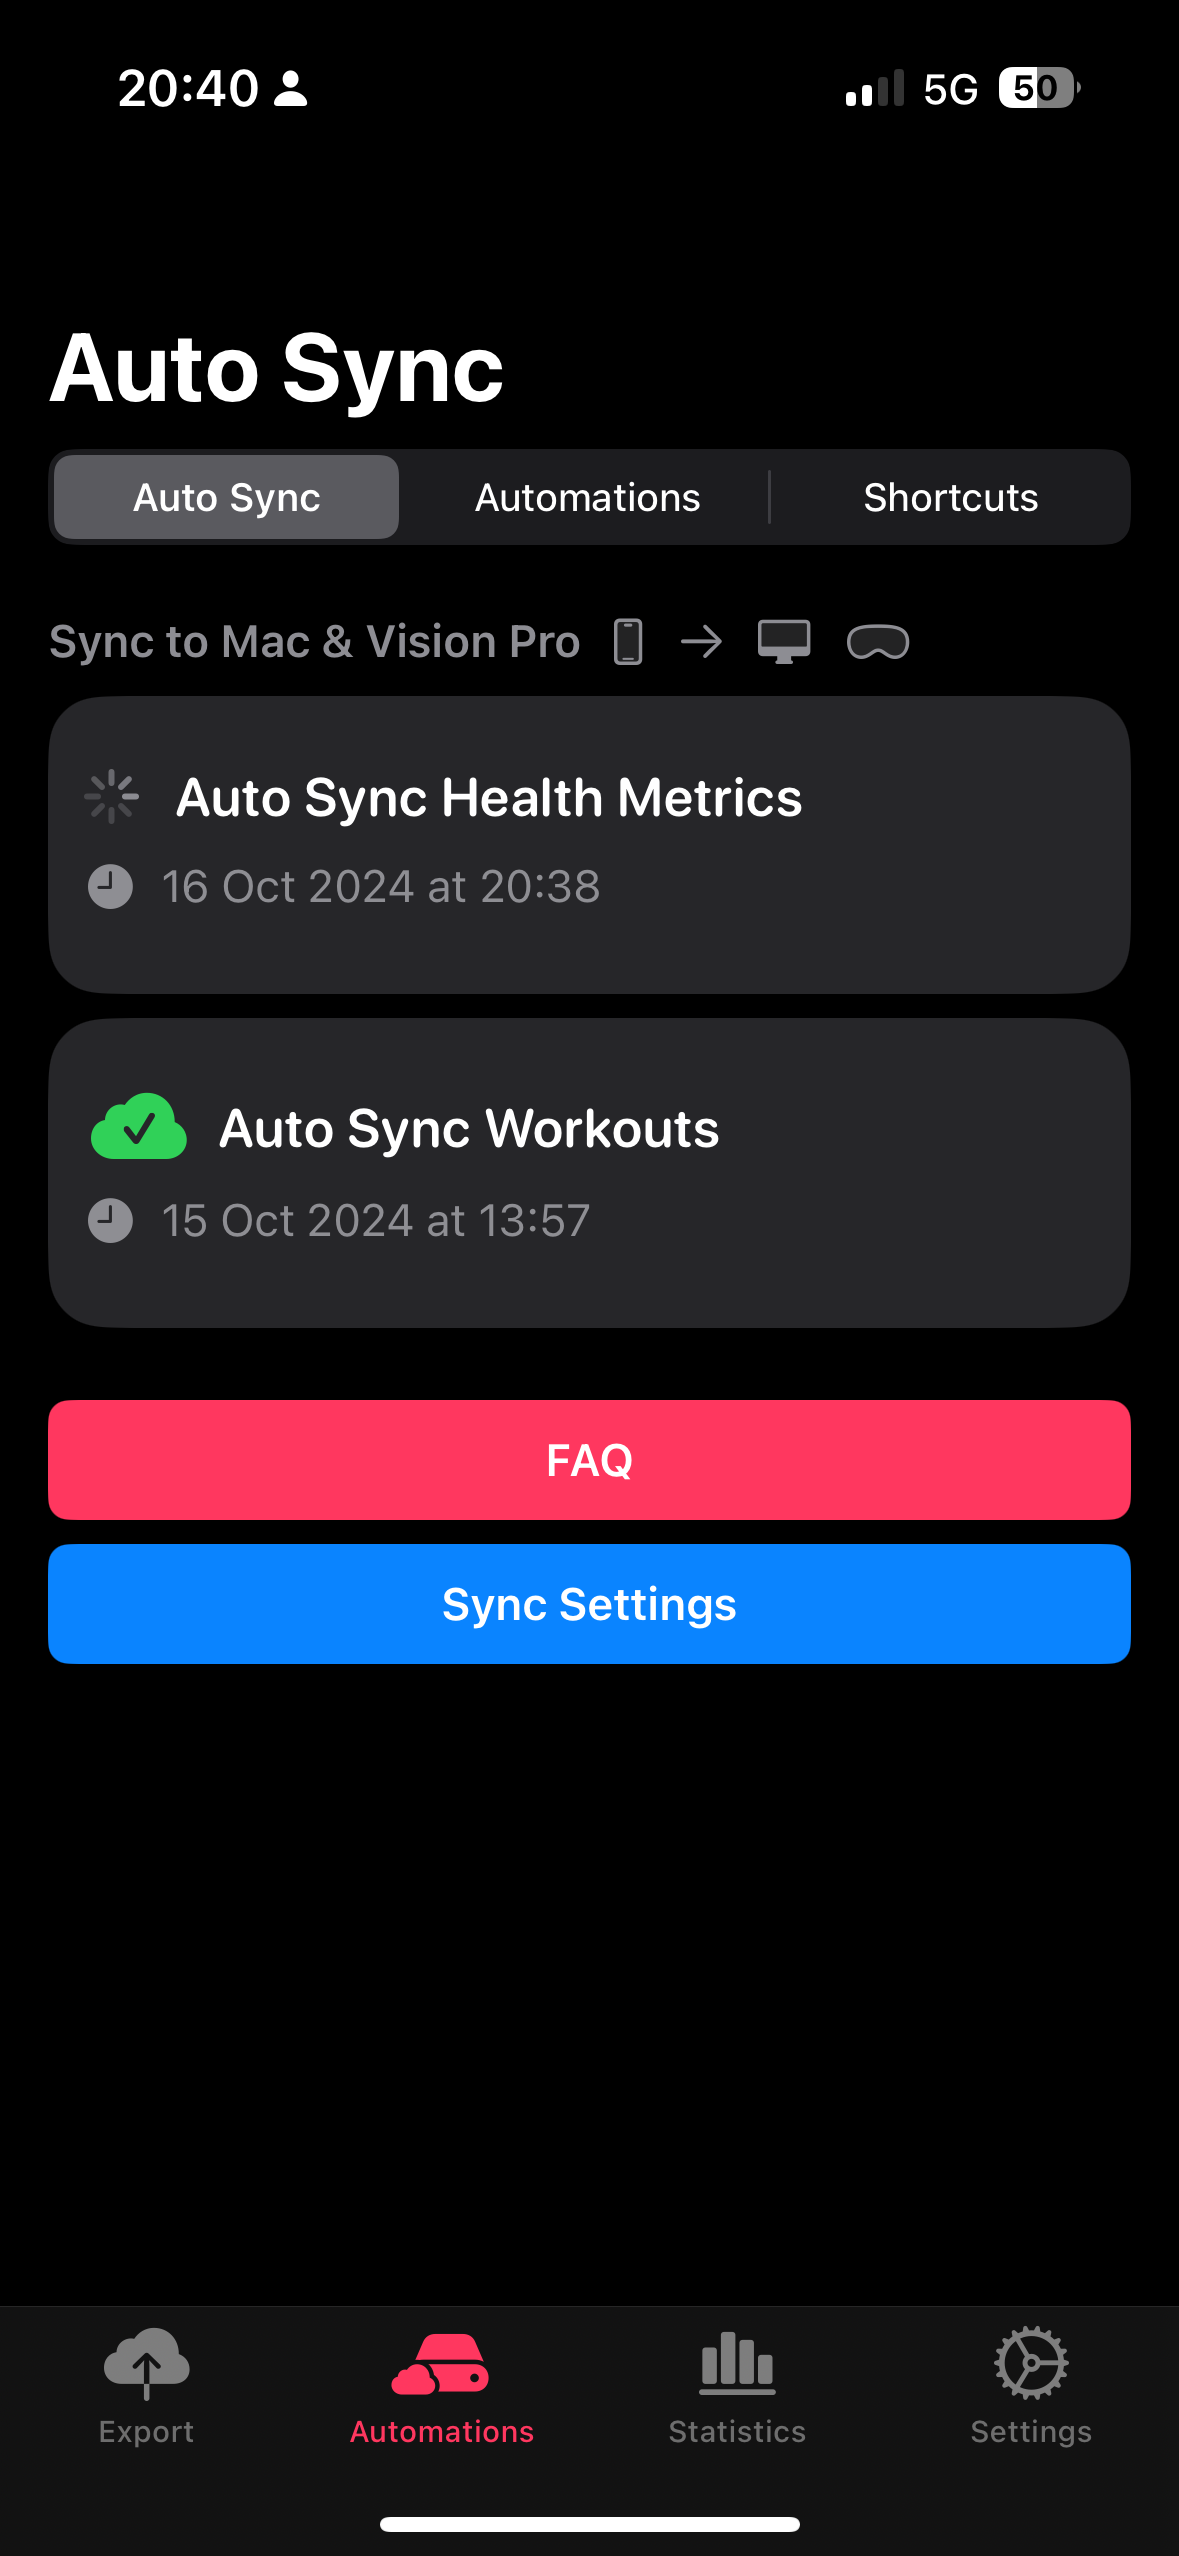 20:40
5G
50
Auto Sync
Auto Sync
Automations
Shortcuts
Sync to Mac & Vision Pro
Auto Sync Health Metrics
16 Oct 2024 at 20:38
Auto Sync Workouts
15 Oct 2024 at 13:57
FAQ
Sync Settings
Export
Automations
Statistics
Settings